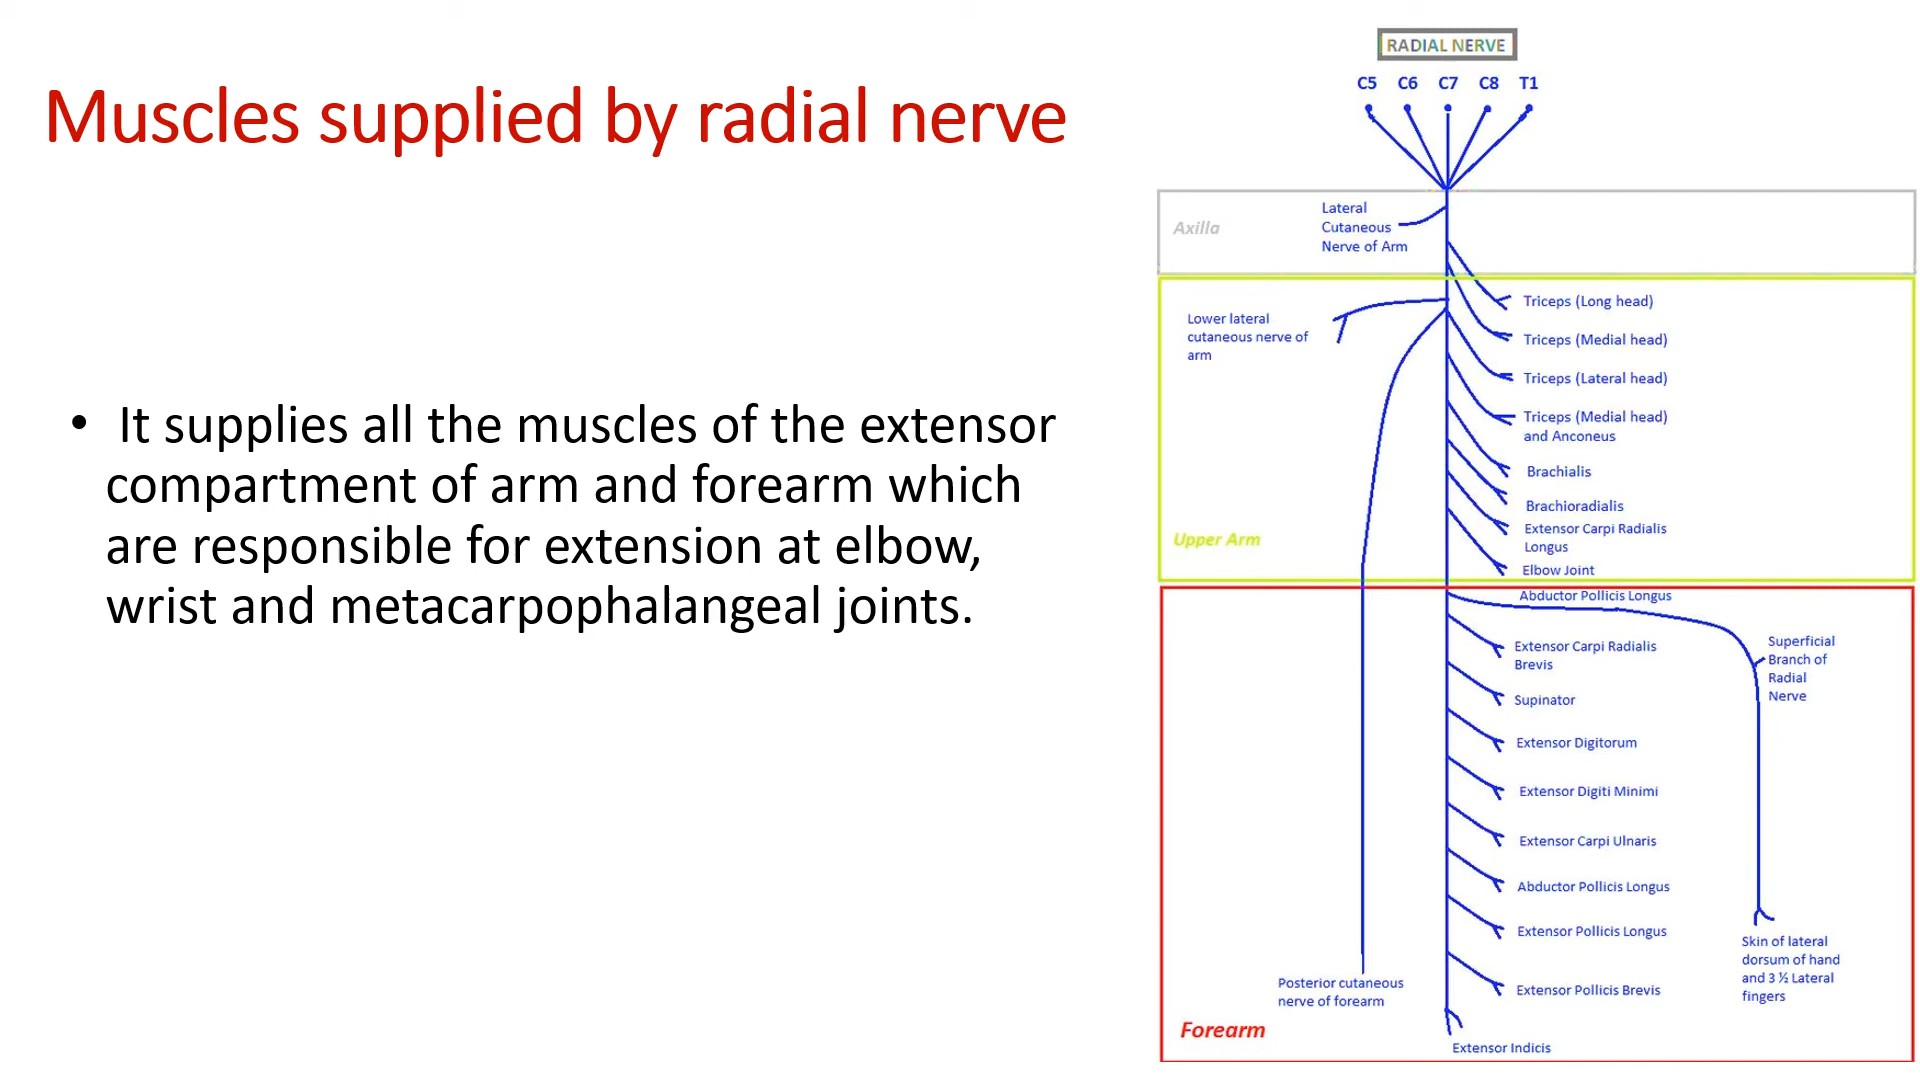 Muscles supplied by radial nerve
• It supplies all the muscles of the extensor
compartment of arm and forearm which
are responsible for extension at elbow,
wrist and metacarpophalangeal joints.
RADIAL NERVE
C5 C6 C7 C8 T1
Axilla
Lateral
Cutaneous
Nerve of Arm
Lower lateral
cutaneous nerve of
arm
Triceps (Long head)
Triceps (Medial head)
Triceps (Lateral head)
Triceps (Medial head)
and Anconeus
Brachialis
Brachioradialis
Extensor Carpi Radialis
Longus
Elbow Joint
Upper Arm
Abductor Pollicis Longus
Extensor Carpi Radialis
Brevis
Supinator
Extensor Digitorum
Extensor Digiti Minimi
Extensor Carpi Ulnaris
Abductor Pollicis Longus
Extensor Pollicis Longus
Extensor Pollicis Brevis
Extensor Indicis
Superficial
Branch of
Radial
Nerve
Skin of lateral
dorsum of hand
and 3 ½ Lateral
fingers
Posterior cutaneous
nerve of forearm
Forearm